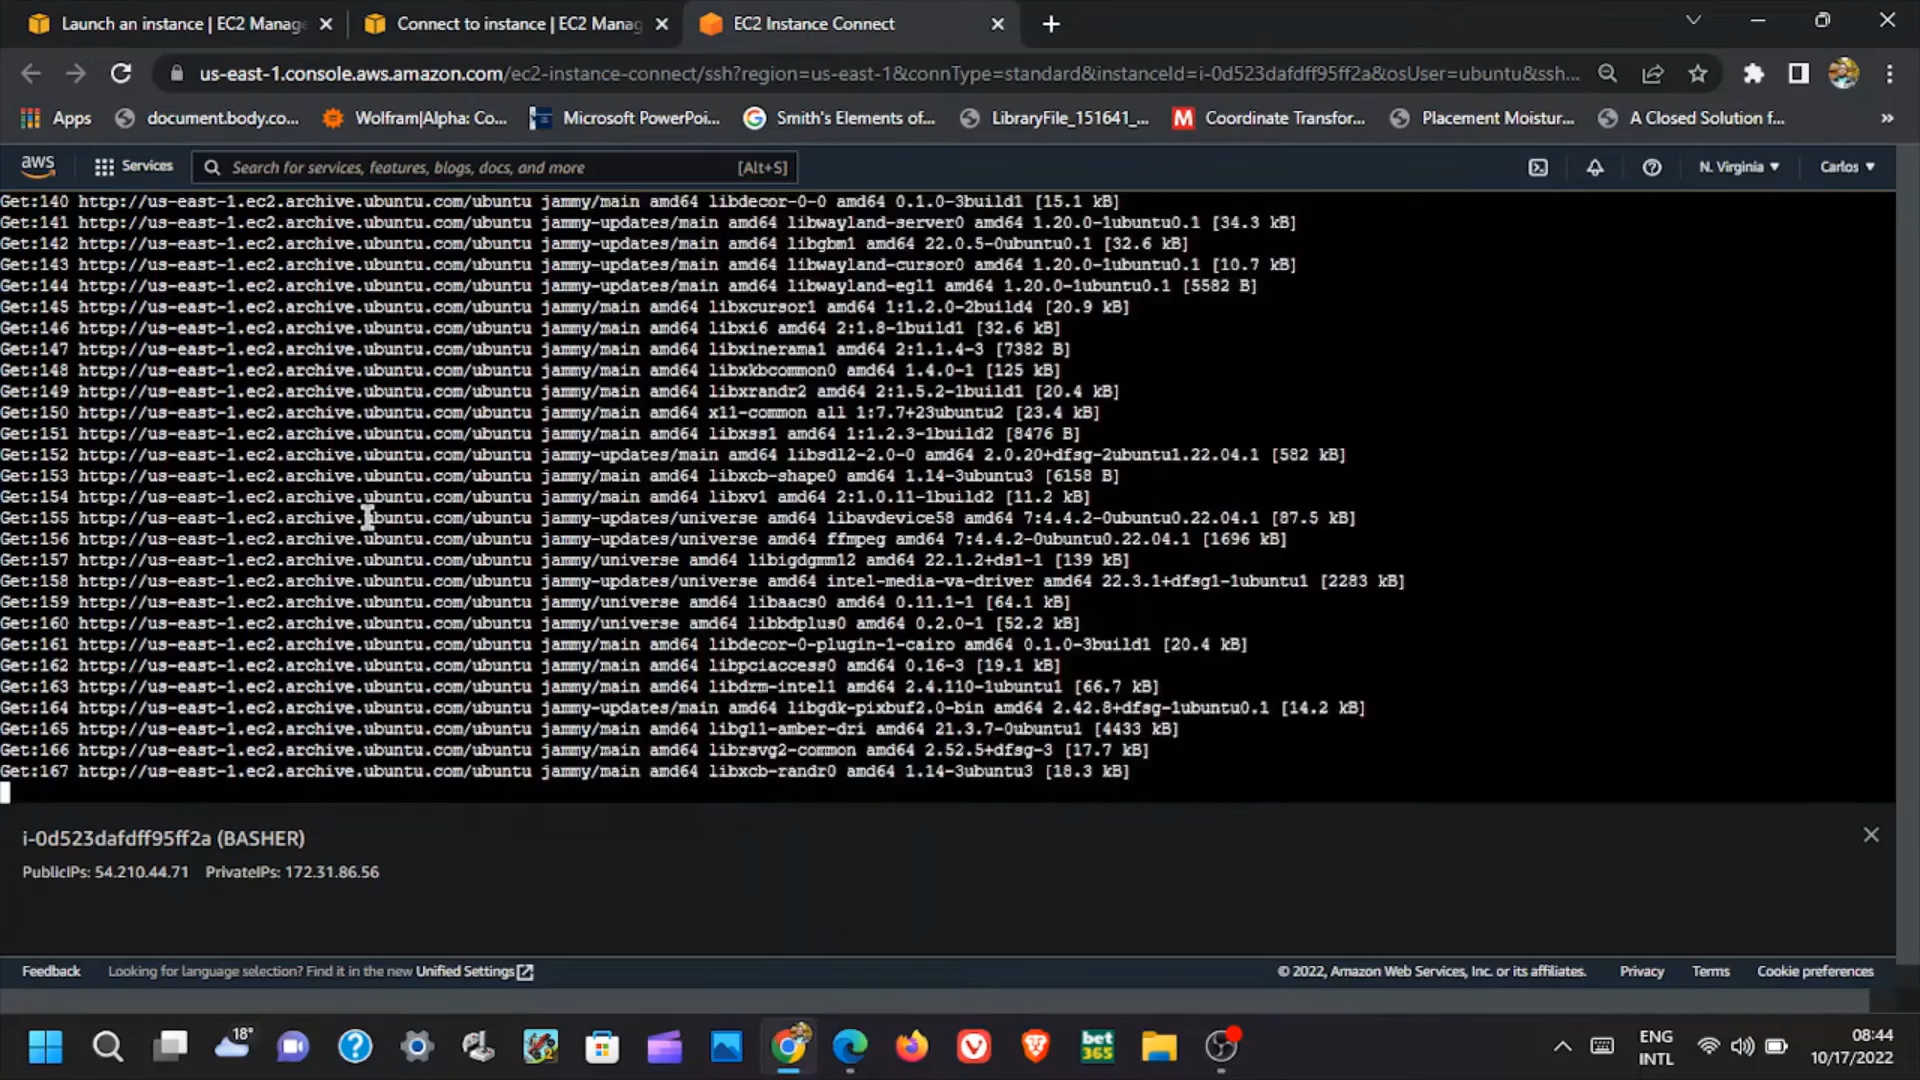 Launch an instance | EC2 Manage
Connect to instance | EC2 Manag
EC2 Instance Connect
us-east-1.console.aws.amazon.com/ec2-instance-connect/ssh?region=us-east-1&connType=standard&instanceId=i-0d523dafdff95ff2a&osUser=ubuntu&ssh...
Apps
document.body.co...
Wolfram|Alpha: Co...
Microsoft PowerPoi...
Smith's Elements of...
LibraryFile_151641_...
M
Coordinate Transfor...
Placement Moistur...
A Closed Solution f...
»
aws
Services
Search for services, features, blogs, docs, and more
[Alt+S]
N. Virginia
Carlos
Get:140 http://us-east-1.ec2.archive.ubuntu.com/ubuntu jammy/main amd64 libdecor-0-0 amd64 0.1.0-3build1 [15.1 kB]
Get:141 http://us-east-1.ec2.archive.ubuntu.com/ubuntu jammy-updates/main amd64 libwayland-server0 amd64 1.20.0-1ubuntu0.1 [34.3 kB]
Get:142 http://us-east-1.ec2.archive.ubuntu.com/ubuntu jammy-updates/main amd64 libgbm1 amd64 22.0.5-0ubuntu0.1 [32.6 kB]
Get:143 http://us-east-1.ec2.archive.ubuntu.com/ubuntu jammy-updates/main amd64 libwayland-cursor0 amd64 1.20.0-1ubuntu0.1 [10.7 kB]
Get:144 http://us-east-1.ec2.archive.ubuntu.com/ubuntu jammy-updates/main amd64 libwayland-egl1 amd64 1.20.0-1ubuntu0.1 [5582 B]
Get:145 http://us-east-1.ec2.archive.ubuntu.com/ubuntu jammy/main amd64 libxcursor1 amd64 1:1.2.0-2build4 [20.9 kB]
Get:146 http://us-east-1.ec2.archive.ubuntu.com/ubuntu jammy/main amd64 libxi6 amd64 2:1.8-1build1 [32.6 kB]
Get:147 http://us-east-1.ec2.archive.ubuntu.com/ubuntu jammy/main amd64 libxinerama1 amd64 2:1.1.4-3 [7382 B]
Get:148 http://us-east-1.ec2.archive.ubuntu.com/ubuntu jammy/main amd64 libxkbcommon0 amd64 1.4.0-1 [125 kB]
Get:149 http://us-east-1.ec2.archive.ubuntu.com/ubuntu jammy/main amd64 libxrandr2 amd64 2:1.5.2-1build1 [20.4 kB]
Get:150 http://us-east-1.ec2.archive.ubuntu.com/ubuntu jammy/main amd64 x11-common all 1:7.7+23ubuntu2 [23.4 kB]
Get:151 http://us-east-1.ec2.archive.ubuntu.com/ubuntu jammy/main amd64 libxss1 amd64 1:1.2.3-1build2 [8476 B]
Get:152 http://us-east-1.ec2.archive.ubuntu.com/ubuntu jammy-updates/main amd64 libsdl2-2.0-0 amd64 2.0.20+dfsg-2ubuntu1.22.04.1 [582 kB]
Get:153 http://us-east-1.ec2.archive.ubuntu.com/ubuntu jammy/main amd64 libxcb-shape0 amd64 1.14-3ubuntu3 [6158 B]
Get:154 http://us-east-1.ec2.archive.ubuntu.com/ubuntu jammy/main amd64 libxv1 amd64 2:1.0.11-1build2 [11.2 kB]
Get:155 http://us-east-1.ec2.archive.ubuntu.com/ubuntu jammy-updates/universe amd64 libavdevice58 amd64 7:4.4.2-0ubuntu0.22.04.1 [87.5 kB]
Get:156 http://us-east-1.ec2.archive.ubuntu.com/ubuntu jammy-updates/universe amd64 ffmpeg amd64 7:4.4.2-0ubuntu0.22.04.1 [1696 kB]
Get:157 http://us-east-1.ec2.archive.ubuntu.com/ubuntu jammy/universe amd64 libigdgmm12 amd64 22.1.2+ds1-1 [139 kB]
Get:158 http://us-east-1.ec2.archive.ubuntu.com/ubuntu jammy-updates/universe amd64 intel-media-va-driver amd64 22.3.1+dfsg1-1ubuntu1 [2283 kB]
Get:159 http://us-east-1.ec2.archive.ubuntu.com/ubuntu jammy/universe amd64 libaacs0 amd64 0.11.1-1 [64.1 kB]
Get:160 http://us-east-1.ec2.archive.ubuntu.com/ubuntu jammy/universe amd64 libbdplus0 amd64 0.2.0-1 [52.2 kB]
Get:161 http://us-east-1.ec2.archive.ubuntu.com/ubuntu jammy/main amd64 libdecor-0-plugin-1-cairo amd64 0.1.0-3build1 [20.4 kB]
Get:162 http://us-east-1.ec2.archive.ubuntu.com/ubuntu jammy/main amd64 libpciaccess0 amd64 0.16-3 [19.1 kB]
Get:163 http://us-east-1.ec2.archive.ubuntu.com/ubuntu jammy/main amd64 libdrm-intel1 amd64 2.4.110-1ubuntu1 [66.7 kB]
Get:164 http://us-east-1.ec2.archive.ubuntu.com/ubuntu jammy-updates/main amd64 libgdk-pixbuf2.0-bin amd64 2.42.8+dfsg-1ubuntu0.1 [14.2 kB]
Get:165 http://us-east-1.ec2.archive.ubuntu.com/ubuntu jammy/main amd64 libgl1-amber-dri amd64 21.3.7-0ubuntu1 [4433 kB]
Get:166 http://us-east-1.ec2.archive.ubuntu.com/ubuntu jammy/main amd64 librsvg2-common amd64 2.52.5+dfsg-3 [17.7 kB]
Get:167 http://us-east-1.ec2.archive.ubuntu.com/ubuntu jammy/main amd64 libxcb-randr0 amd64 1.14-3ubuntu3 [18.3 kB]
i-0d523dafdff95ff2a (BASHER)
PublicIPs: 54.210.44.71 PrivateIPs: 172.31.86.56
Feedback
Looking for language selection? Find it in the new Unified Settings
© 2022, Amazon Web Services, Inc. or its affiliates.
Privacy
Terms
Cookie preferences
18°
bet365
ENG
INTL
08:44
10/17/2022